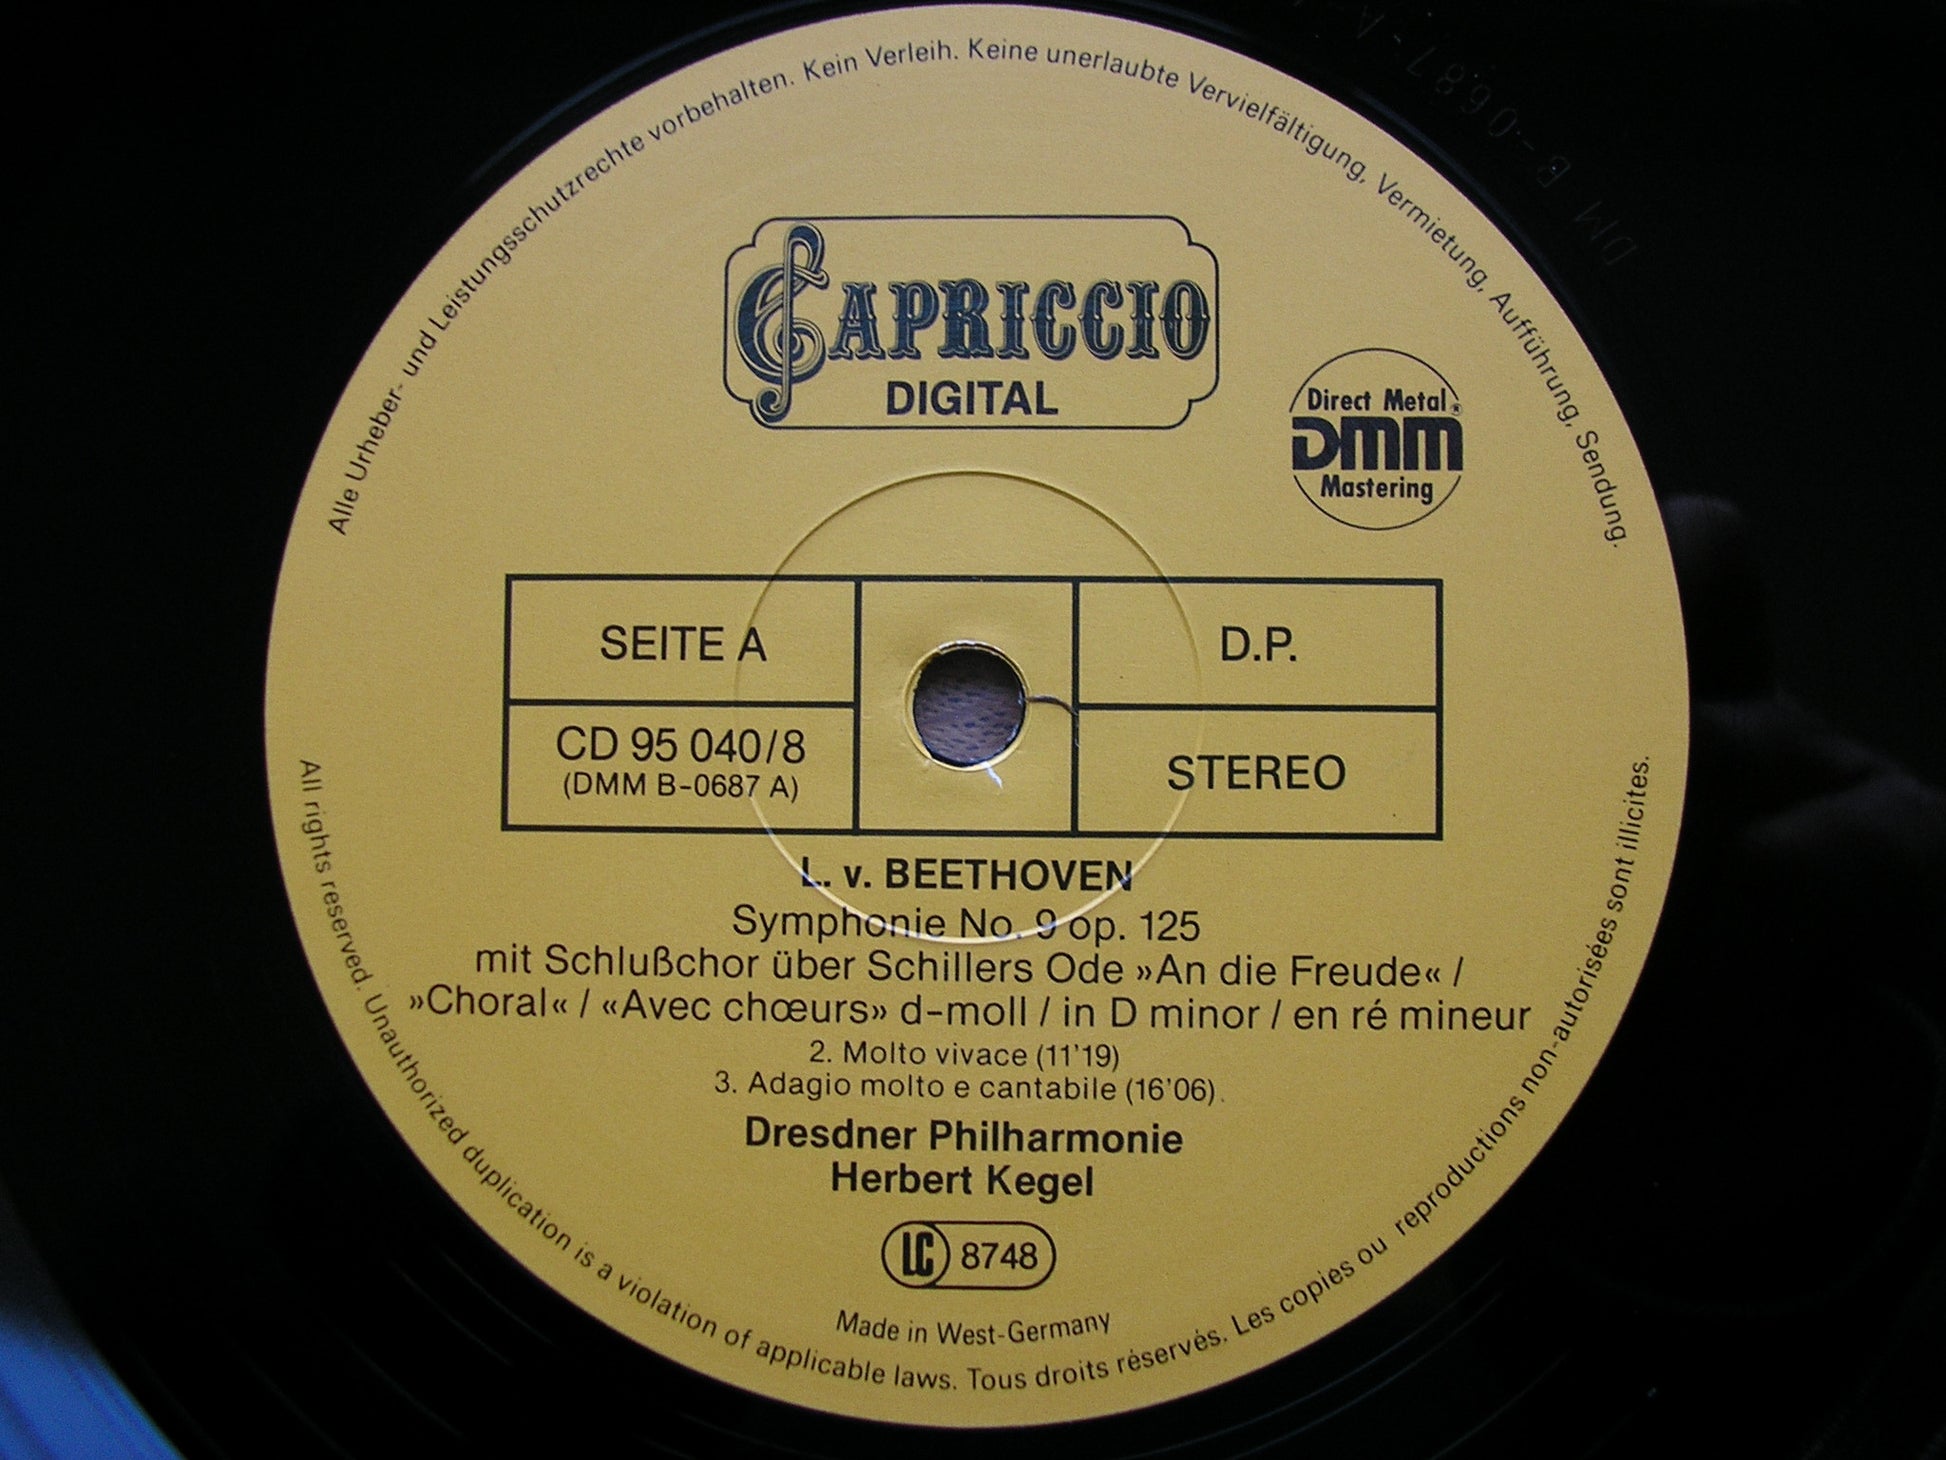 Alle Urheber- und Leistungsschutzrechte vorbehalten. Kein Verleih. Keine unerlaubte Vervielfältigung, Vermietung, Aufführung, Sendung.
DM B-0687-A
CAPRICCIO
DIGITAL
Direct Metal®
DMM
Mastering
SEITE A
D.P.
CD 95 040/8
(DMM B-0687 A)
STEREO
L. v. BEETHOVEN
Symphonie No. 9 op. 125
mit Schlußchor über Schillers Ode »An die Freude« /
»Choral« / «Avec chœurs» d-moll / in D minor / en ré mineur
2. Molto vivace (11'19)
3. Adagio molto e cantabile (16'06).
Dresdner Philharmonie
Herbert Kegel
LC 8748
Made in West-Germany
All rights reserved. Unauthorized duplication is a violation of applicable laws. Tous droits réservés. Les copies ou reproductions non-autorisées sont illicites.